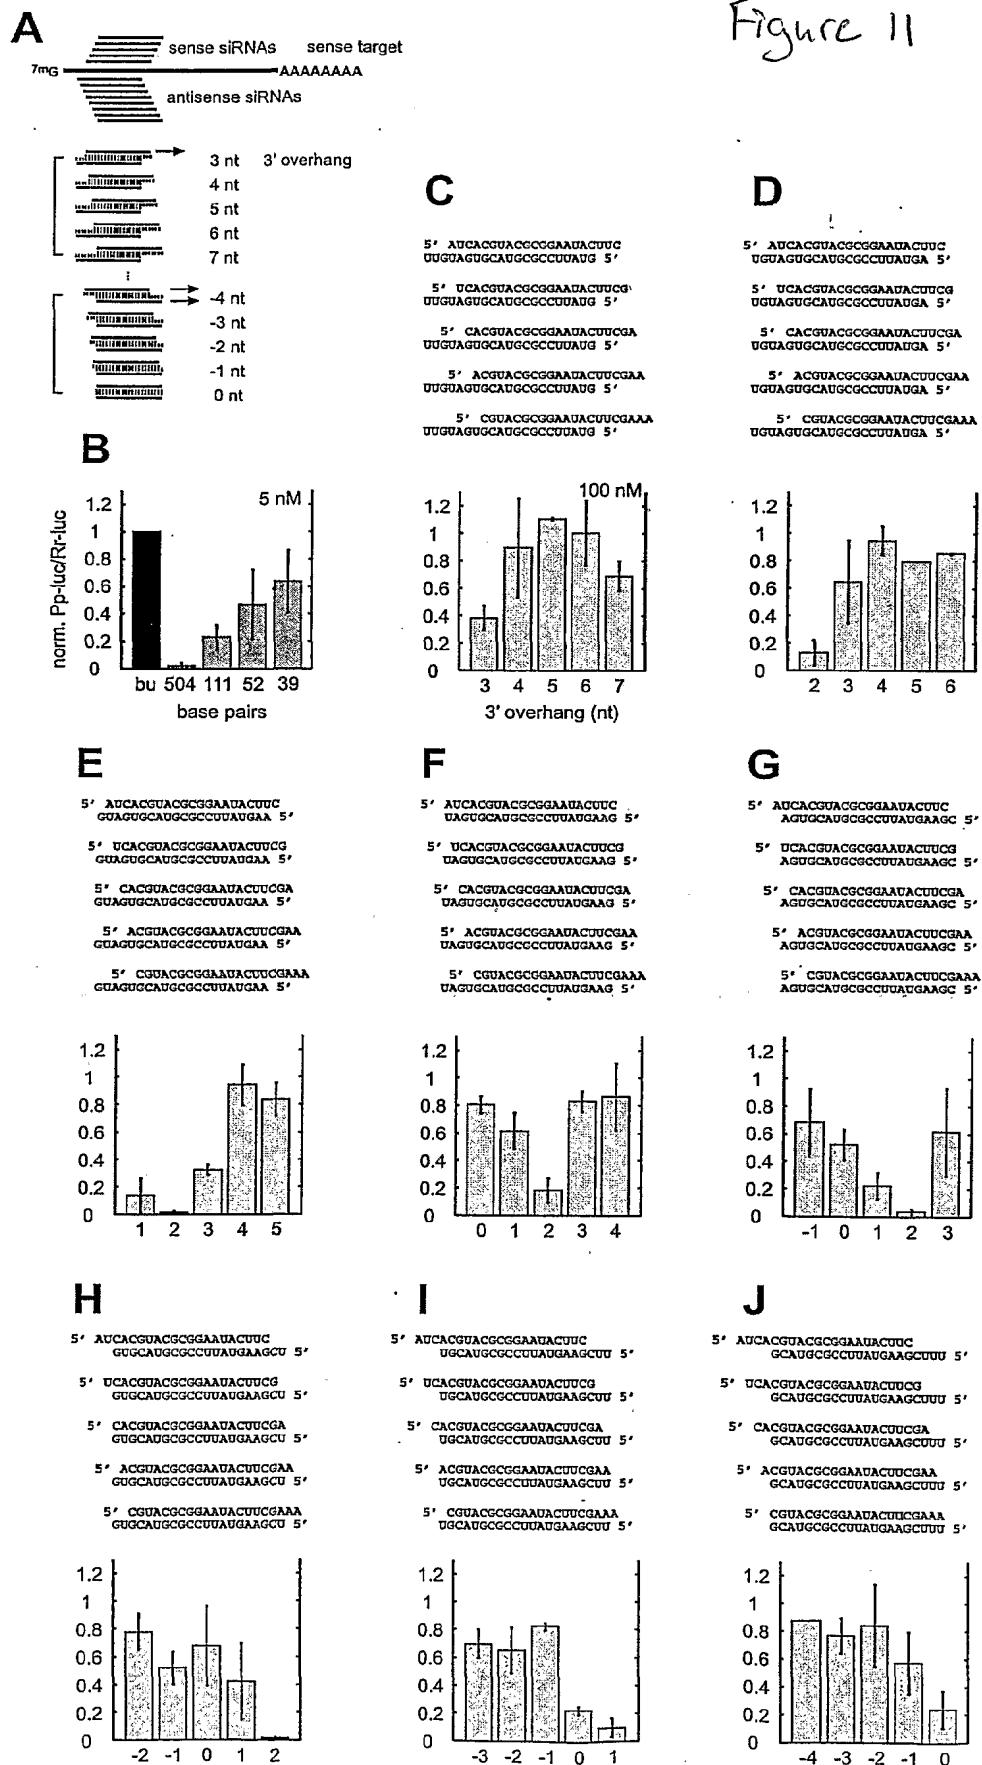 Figure 11
A
sense siRNAs sense target
7mG AAAAAAAA
antisense siRNAs
3 nt 3' overhang
4 nt
5 nt
6 nt
7 nt
-4 nt
-3 nt
-2 nt
-1 nt
0 nt
B
norm. Pp-luc/Rr-luc
5 nM
1.2
1
0.8
0.6
0.4
0.2
0
bu 504 111 52 39
base pairs
C
5' AUCACGUACGCGGAAUACUUC
UUGUAGUGCAUGCGCCUUAUG 5'
5' UCACGUACGCGGAAUACUUCG
UUGUAGUGCAUGCGCCUUAUG 5'
5' CACGUACGCGGAAUACUUCGA
UUGUAGUGCAUGCGCCUUAUG 5'
5' ACGUACGCGGAAUACUUCGAA
UUGUAGUGCAUGCGCCUUAUG 5'
5' CGUACGCGGAAUACUUCGAAA
UUGUAGUGCAUGCGCCUUAUG 5'
100 nM
1.2
1
0.8
0.6
0.4
0.2
0
3 4 5 6 7
3' overhang (nt)
D
5' AUCACGUACGCGGAAUACUUC
UGUAGUGCAUGCGCCUUAUGA 5'
5' UCACGUACGCGGAAUACUUCG
UGUAGUGCAUGCGCCUUAUGA 5'
5' CACGUACGCGGAAUACUUCGA
UGUAGUGCAUGCGCCUUAUGA 5'
5' ACGUACGCGGAAUACUUCGAA
UGUAGUGCAUGCGCCUUAUGA 5'
5' CGUACGCGGAAUACUUCGAAA
UGUAGUGCAUGCGCCUUAUGA 5'
1.2
1
0.8
0.6
0.4
0.2
0
2 3 4 5 6
E
5' AUCACGUACGCGGAAUACUUC
GUAGUGCAUGCGCCUUAUGAA 5'
5' UCACGUACGCGGAAUACUUCG
GUAGUGCAUGCGCCUUAUGAA 5'
5' CACGUACGCGGAAUACUUCGA
GUAGUGCAUGCGCCUUAUGAA 5'
5' ACGUACGCGGAAUACUUCGAA
GUAGUGCAUGCGCCUUAUGAA 5'
5' CGUACGCGGAAUACUUCGAAA
GUAGUGCAUGCGCCUUAUGAA 5'
1.2
1
0.8
0.6
0.4
0.2
0
1 2 3 4 5
F
5' AUCACGUACGCGGAAUACUUC
UAGUGCAUGCGCCUUAUGAAG 5'
5' UCACGUACGCGGAAUACUUCG
UAGUGCAUGCGCCUUAUGAAG 5'
5' CACGUACGCGGAAUACUUCGA
UAGUGCAUGCGCCUUAUGAAG 5'
5' ACGUACGCGGAAUACUUCGAA
UAGUGCAUGCGCCUUAUGAAG 5'
5' CGUACGCGGAAUACUUCGAAA
UAGUGCAUGCGCCUUAUGAAG 5'
1.2
1
0.8
0.6
0.4
0.2
0
0 1 2 3 4
G
5' AUCACGUACGCGGAAUACUUC
AGUGCAUGCGCCUUAUGAAGC 5'
5' UCACGUACGCGGAAUACUUCG
AGUGCAUGCGCCUUAUGAAGC 5'
5' CACGUACGCGGAAUACUUCGA
AGUGCAUGCGCCUUAUGAAGC 5'
5' ACGUACGCGGAAUACUUCGAA
AGUGCAUGCGCCUUAUGAAGC 5'
5' CGUACGCGGAAUACUUCGAAA
AGUGCAUGCGCCUUAUGAAGC 5'
1.2
1
0.8
0.6
0.4
0.2
0
-1 0 1 2 3
H
5' AUCACGUACGCGGAAUACUUC
GUGCAUGCGCCUUAUGAAGCU 5'
5' UCACGUACGCGGAAUACUUCG
GUGCAUGCGCCUUAUGAAGCU 5'
5' CACGUACGCGGAAUACUUCGA
GUGCAUGCGCCUUAUGAAGCU 5'
5' ACGUACGCGGAAUACUUCGAA
GUGCAUGCGCCUUAUGAAGCU 5'
5' CGUACGCGGAAUACUUCGAAA
GUGCAUGCGCCUUAUGAAGCU 5'
1.2
1
0.8
0.6
0.4
0.2
0
-2 -1 0 1 2
I
5' AUCACGUACGCGGAAUACUUC
UGCAUGCGCCUUAUGAAGCUU 5'
5' UCACGUACGCGGAAUACUUCG
UGCAUGCGCCUUAUGAAGCUU 5'
5' CACGUACGCGGAAUACUUCGA
UGCAUGCGCCUUAUGAAGCUU 5'
5' ACGUACGCGGAAUACUUCGAA
UGCAUGCGCCUUAUGAAGCUU 5'
5' CGUACGCGGAAUACUUCGAAA
UGCAUGCGCCUUAUGAAGCUU 5'
1.2
1
0.8
0.6
0.4
0.2
0
-3 -2 -1 0 1
J
5' AUCACGUACGCGGAAUACUUC
GCAUGCGCCUUAUGAAGCUUU 5'
5' UCACGUACGCGGAAUACUUCG
GCAUGCGCCUUAUGAAGCUUU 5'
5' CACGUACGCGGAAUACUUCGA
GCAUGCGCCUUAUGAAGCUUU 5'
5' ACGUACGCGGAAUACUUCGAA
GCAUGCGCCUUAUGAAGCUUU 5'
5' CGUACGCGGAAUACUUCGAAA
GCAUGCGCCUUAUGAAGCUUU 5'
1.2
1
0.8
0.6
0.4
0.2
0
-4 -3 -2 -1 0